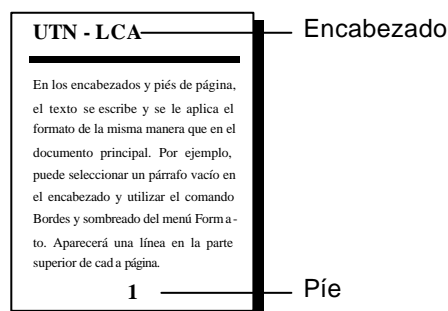 UTN - LCA
Encabezado
En los encabezados y piés de página,
el texto se escribe y se le aplica el
formato de la misma manera que en el
documento principal. Por ejemplo,
puede seleccionar un párrafo vacío en
el encabezado y utilizar el comando
Bordes y sombreado del menú Form a-
to. Aparecerá una línea en la parte
superior de cad a página.
1
Píe